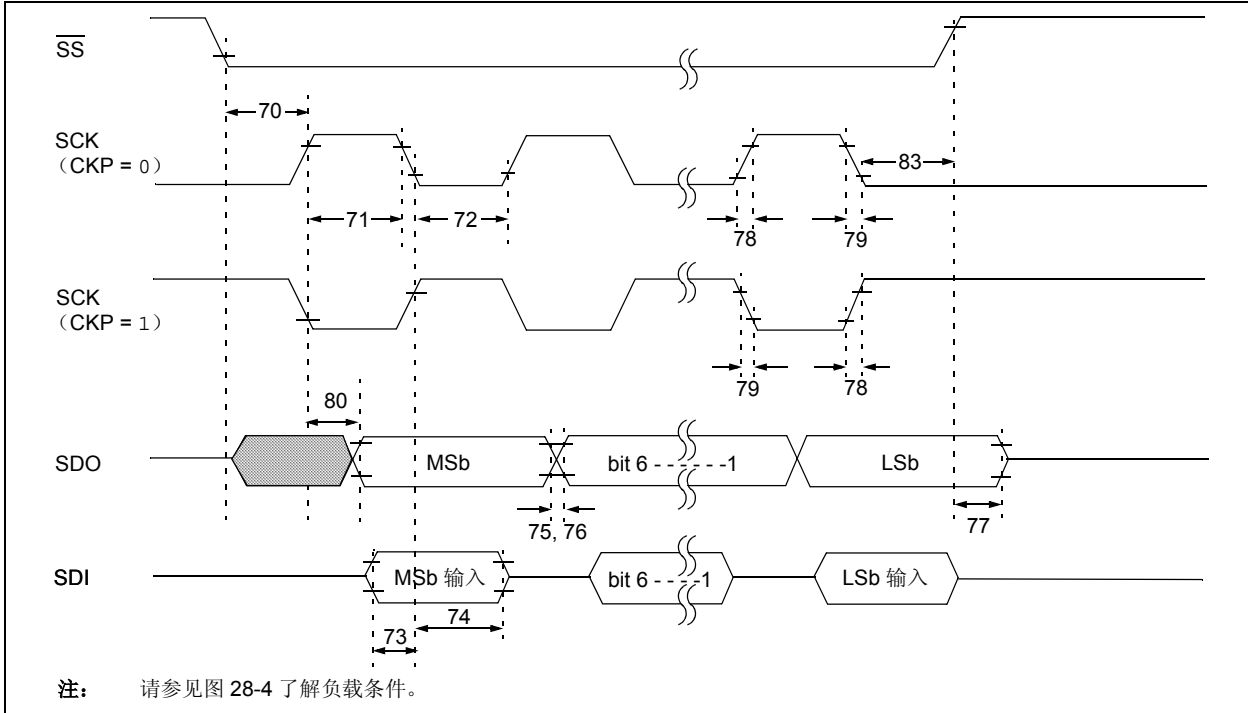 SS
70
SCK
（CKP = 0）
83
71
72
78
79
SCK
（CKP = 1）
79
78
80
SDO
MSb
bit 6 - - - - - -1
LSb
75, 76
77
SDI
MSb 输入
bit 6 - - - -1
LSb 输入
74
73
注： 请参见图 28-4 了解负载条件。